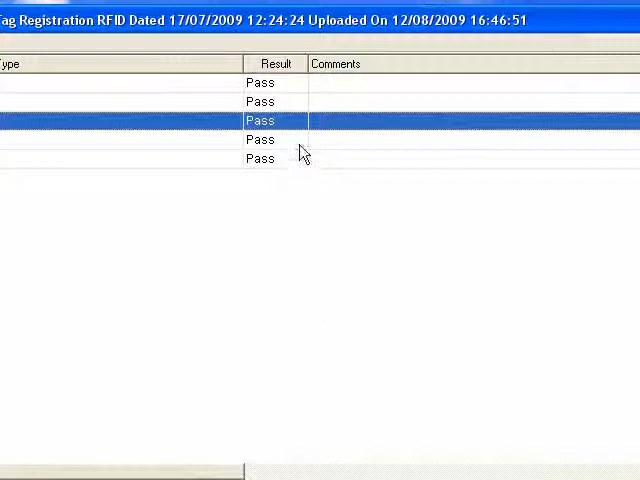 Tag Registration RFID Dated 17/07/2009 12:24:24 Uploaded On 12/08/2009 16:46:51
Type Result Comments
Pass
Pass
Pass
Pass
Pass